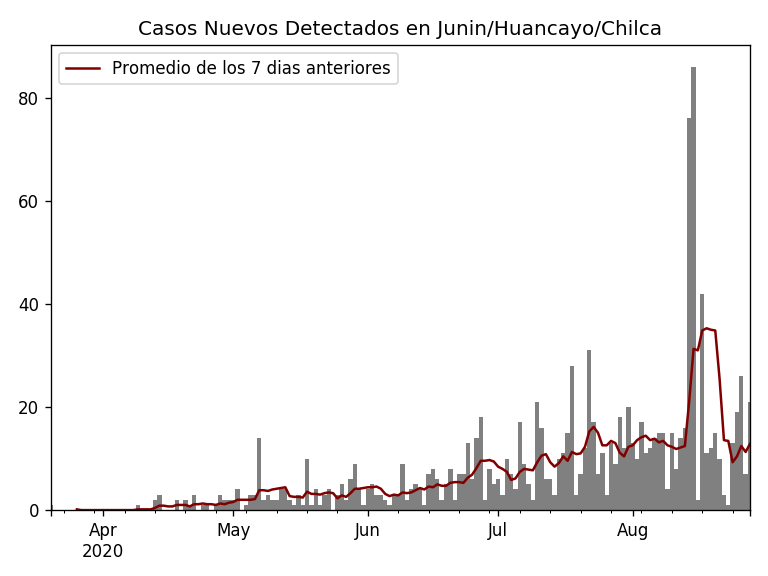 Casos Nuevos Detectados en Junin/Huancayo/Chilca
Promedio de los 7 dias anteriores
80
60
40
20
0
Apr May Jun Jul Aug
2020